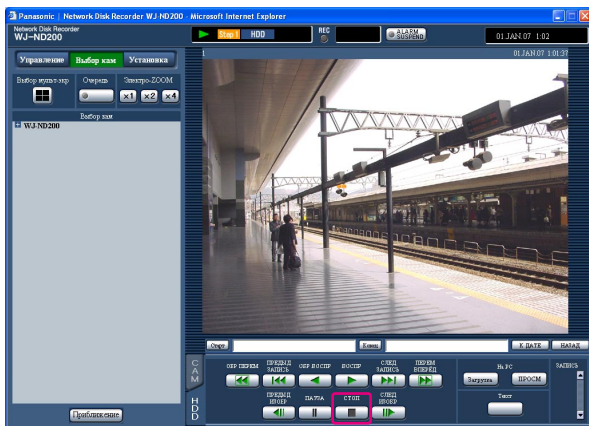 Panasonic | Network Disk Recorder WJ-ND200 - Microsoft Internet Explorer
Network Disk Recorder
WJ-ND200
Step 1 HDD
REC
ALARM SUSPEND
01.JAN.07 1:02
Управление Выбор кам Установка
Выбор мульт-экр Очередь Электро-ZOOM
x1 x2 x4
Выбор кам
WJ-ND200
1
01.JAN.07 1:01:37
Старт Конец К ДАТЕ НАЗАД
CAM
ОБР ПЕРЕМ ПРЕДЫД ЗАПИСЬ ОБР ВОСПР ВОСПР СЛЕД ЗАПИСЬ ПЕРЕМ ВПЕРЁД
На РС
Загрузка ПРОСМ
ЗАПИСЬ
HDD
ПРЕДЫД ИЗОБР ПАУЗА СТОП СЛЕД ИЗОБР
Текст
Приближение